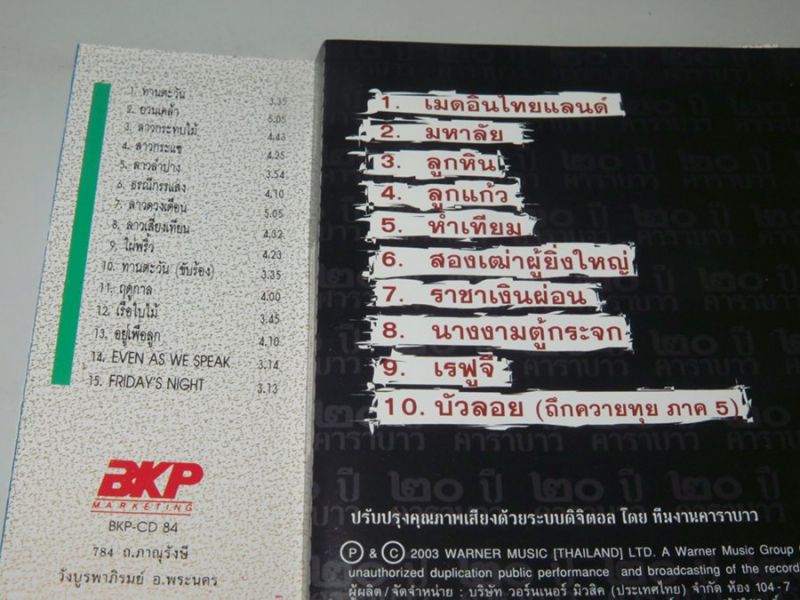 1. ทานตะวัน 3.35
2. ยวนเคล้า 5.05
3. ลาวกระทบไม้ 4.43
4. ลาวกระแช 4.25
5. ลาวลำปาง 3.54
6. ธรณีกรรแสง 4.10
7. ลาวดวงเดือน 5.05
8. ลาวเสี่ยงเทียน 4.32
9. ไผ่พริ้ว 4.23
10. ทานตะวัน (ขับร้อง) 3.35
11. ฤดูกาล 4.00
12. เรือใบไม้ 3.45
13. อยู่เพื่อลูก 4.10
14. EVEN AS WE SPEAK 3.14
15. FRIDAY'S NIGHT 3.13
BKP
MARKETING
BKP-CD 84
784 ถ.ภาณุรังษี
วังบูรพาภิรมย์ อ.พระนคร
1. เมดอินไทยแลนด์
2. มหาลัย
3. ลูกหิน
4. ลูกแก้ว
5. หำเทียม
6. สองเฒ่าผู้ยิ่งใหญ่
7. ราชาเงินผ่อน
8. นางงามตู้กระจก
9. เรฟูจี
10. บัวลอย (ถึกควายทุย ภาค 5)
๒๐ ปี
คาราบาว
ปรับปรุงคุณภาพเสียงด้วยระบบดิจิตอล โดย ทีมงานคาราบาว
Ⓟ & © 2003 WARNER MUSIC [THAILAND] LTD. A Warner Music Group
unauthorized duplication public performance and broadcasting of the record
ผู้ผลิต / จัดจำหน่าย : บริษัท วอร์นเนอร์ มิวสิค (ประเทศไทย) จำกัด ห้อง 104-7